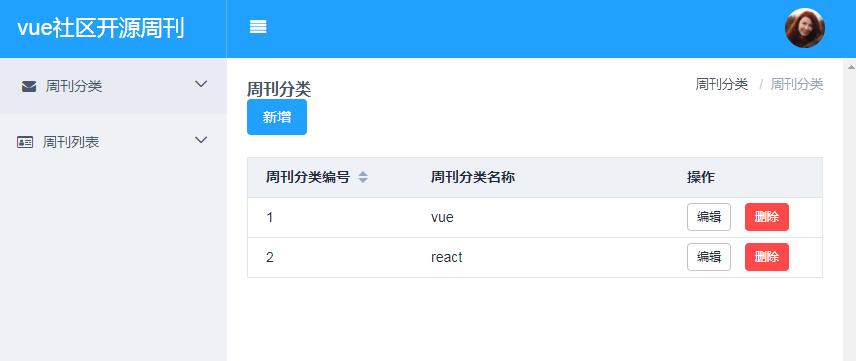 vue社区开源周刊
周刊分类
周刊列表
周刊分类 / 周刊分类
周刊分类
新增
周刊分类编号 周刊分类名称 操作
1 vue 编辑 删除
2 react 编辑 删除